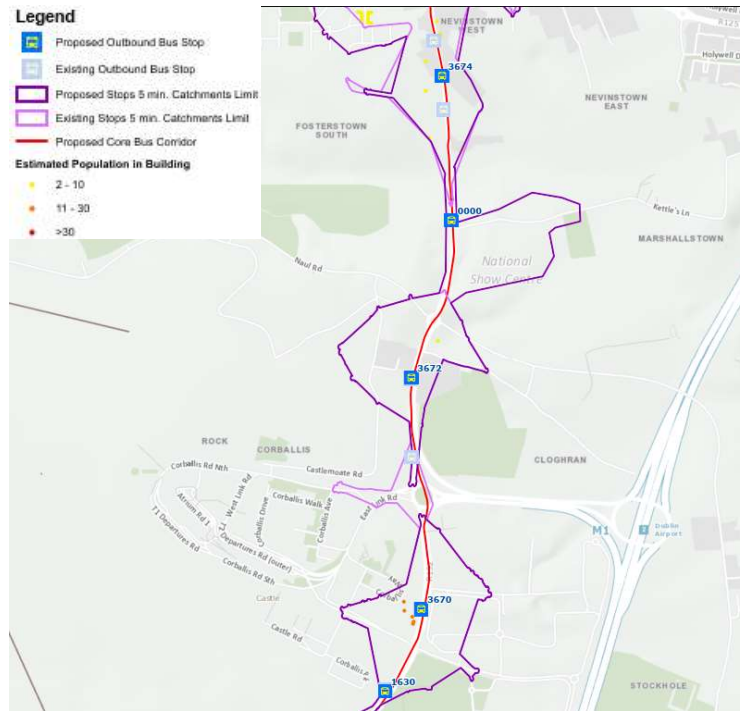 Legend
Proposed Outbound Bus Stop
Existing Outbound Bus Stop
Proposed Stops 5 min. Catchments Limit
Existing Stops 5 min. Catchments Limit
Proposed Core Bus Corridor
Estimated Population in Building
2 - 10
11 - 30
>30
NEVINSTOWN
WEST
Holywell D
3674
NEVINSTOWN
EAST
FOSTERSTOWN
SOUTH
Kettle's Ln
0000
MARSHALLSTOWN
National
Show Centre
Naul Rd
3672
ROCK
CORBALLIS
CLOGHRAN
Corballis Rd Nth
Castlemoate Rd
West Link Rd
Corballis Walk
East Link Rd
Atrium Rd 1
T1 Departures Rd
T2 Departures Rd (outer)
Corballis Drive
Corballis Ave
M1
Dublin
Airport
Corballis Rd Sth
Castle
3670
Castle Rd
1630
STOCKHOLE